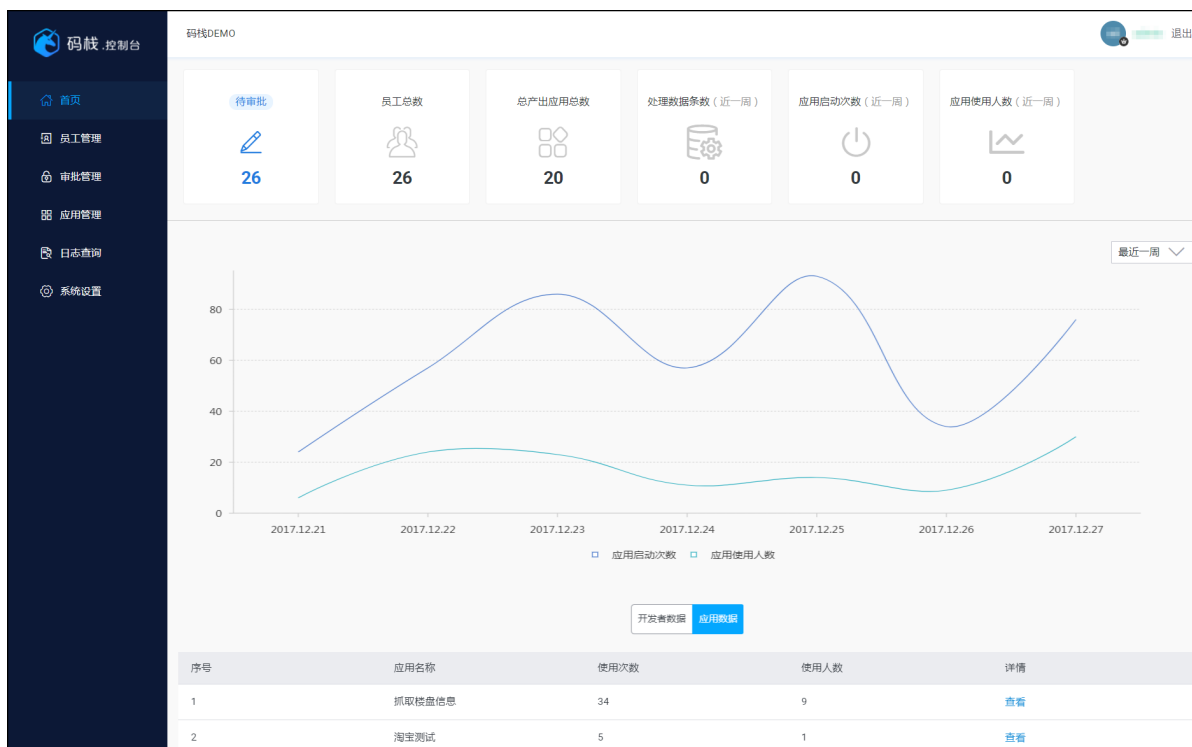 码栈.控制台
码栈DEMO
退出
首页
员工管理
审批管理
应用管理
日志查询
系统设置
待审批
26
员工总数
26
总产出应用总数
20
处理数据条数(近一周)
0
应用启动次数(近一周)
0
应用使用人数(近一周)
0
最近一周
80
60
40
20
0
2017.12.21 2017.12.22 2017.12.23 2017.12.24 2017.12.25 2017.12.26 2017.12.27
应用启动次数 应用使用人数
开发者数据 应用数据
序号 应用名称 使用次数 使用人数 详情
1 抓取楼盘信息 34 9 查看
2 淘宝测试 5 1 查看